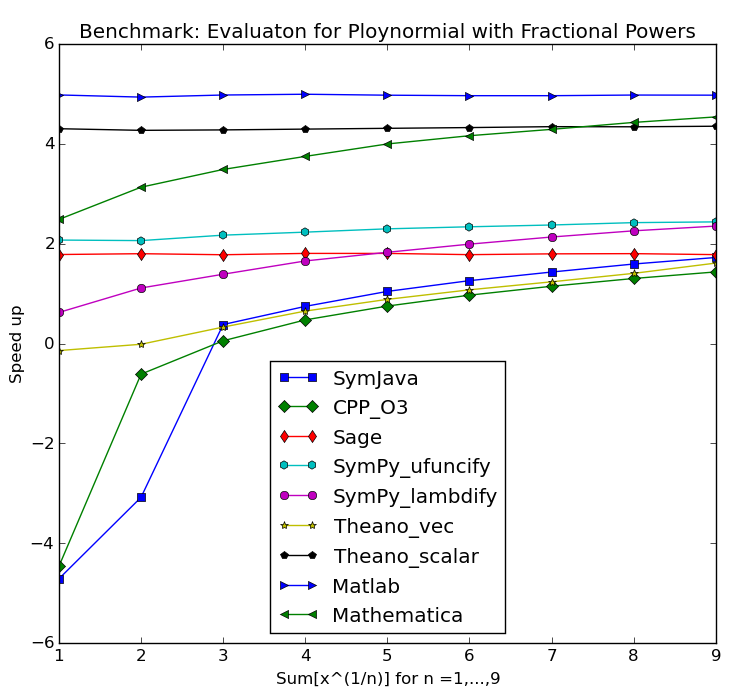 Benchmark: Evaluaton for Ploynormial with Fractional Powers
6
4
2
0
−2
−4
−6
Speed up
SymJava
CPP_O3
Sage
SymPy_ufuncify
SymPy_lambdify
Theano_vec
Theano_scalar
Matlab
Mathematica
1 2 3 4 5 6 7 8 9
Sum[x^(1/n)] for n =1,...,9